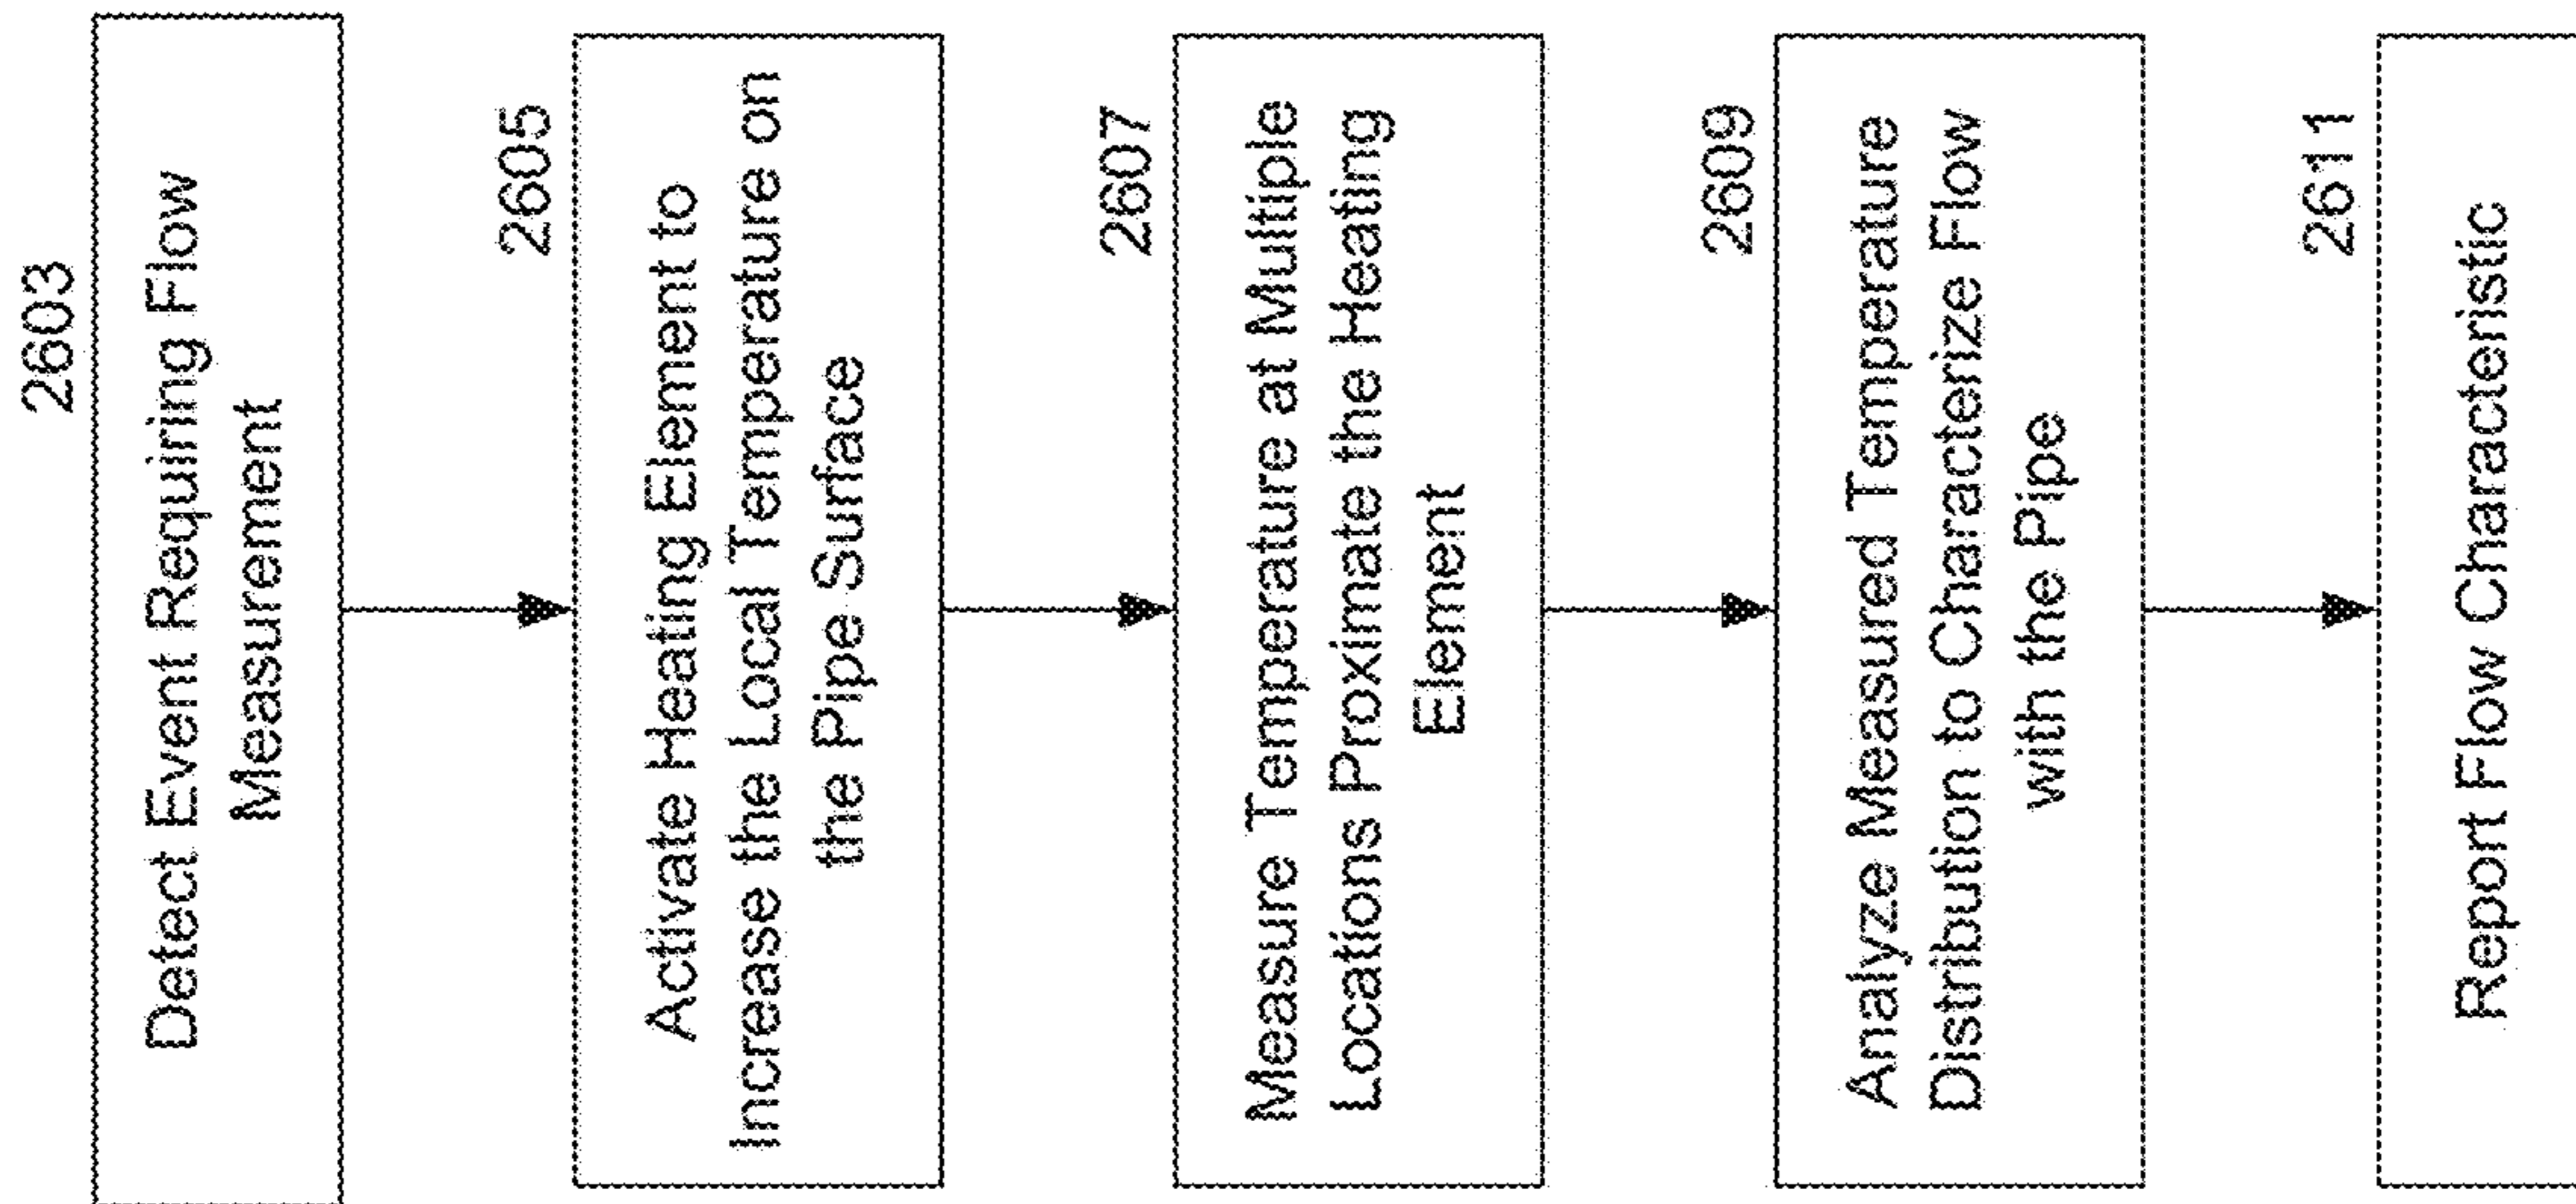 2603
Detect Event Requiring Flow
Measurement
2605
Activate Heating Element to
Increase the Local Temperature on
the Pipe Surface
2607
Measure Temperature at Multiple
Locations Proximate the Heating
Element
2609
Analyze Measured Temperature
Distribution to Characterize Flow
with the Pipe
2611
Report Flow Characteristic